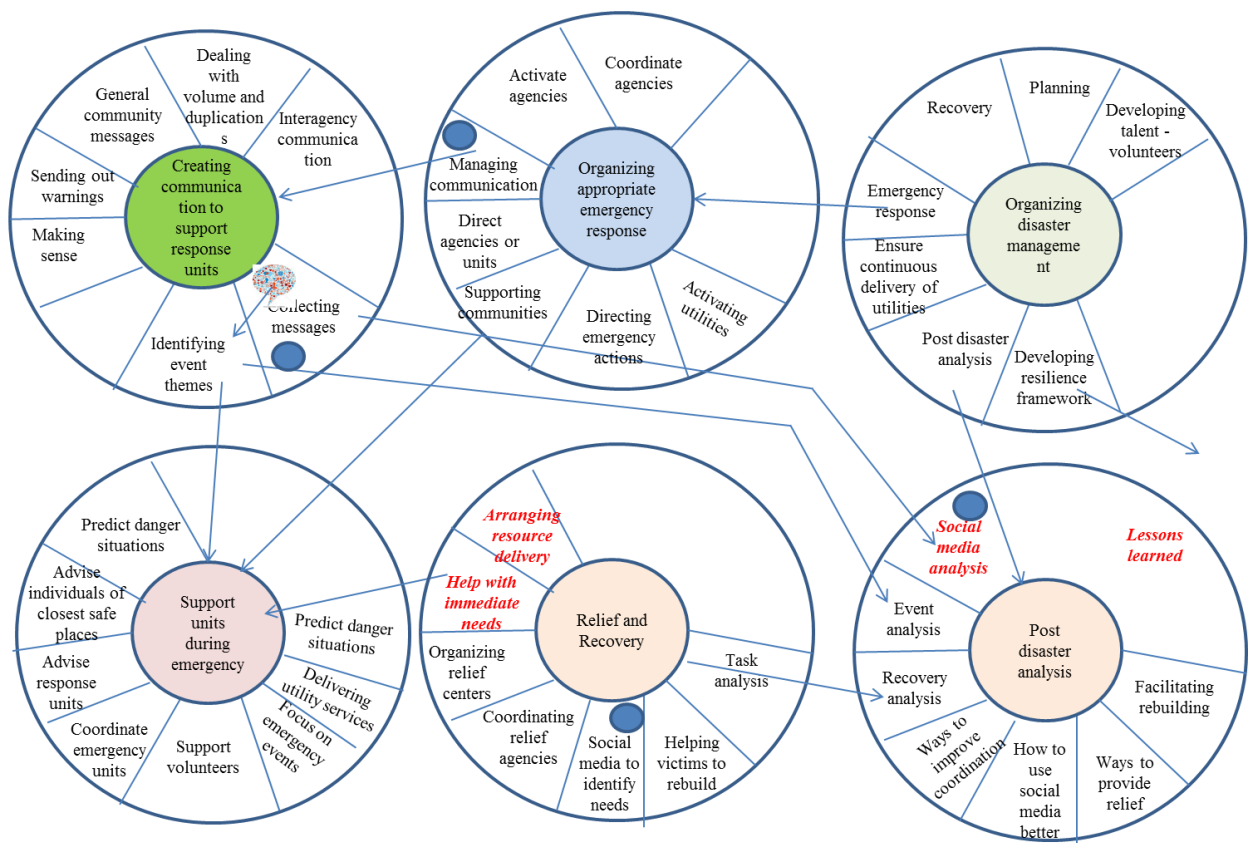 Dealing
with
volume and
duplication
s
General
community
messages
Interagency
communica
tion
Sending out
warnings
Making
sense
Creating
communica
tion to
support
response
units
Collecting
messages
Identifying
event
themes
Activate
agencies
Coordinate
agencies
Managing
communication
Direct
agencies or
units
Supporting
communities
Directing
emergency
actions
Activating
utilities
Organizing
appropriate
emergency
response
Recovery
Planning
Developing
talent -
volunteers
Emergency
response
Ensure
continuous
delivery of
utilities
Post disaster
analysis
Developing
resilience
framework
Organizing
disaster
manageme
nt
Predict danger
situations
Advise
individuals of
closest safe
places
Advise
response
units
Coordinate
emergency
units
Support
volunteers
Focus on
emergency
events
Delivering
utility services
Predict danger
situations
Support
units
during
emergency
Arranging
resource
delivery
Help with
immediate
needs
Organizing
relief
centers
Coordinating
relief
agencies
Social
media to
identify
needs
Helping
victims to
rebuild
Task
analysis
Relief and
Recovery
Social
media
analysis
Lessons
learned
Event
analysis
Recovery
analysis
Ways to
improve
coordination
How to
use
social
media
better
Ways to
provide
relief
Facilitating
rebuilding
Post
disaster
analysis